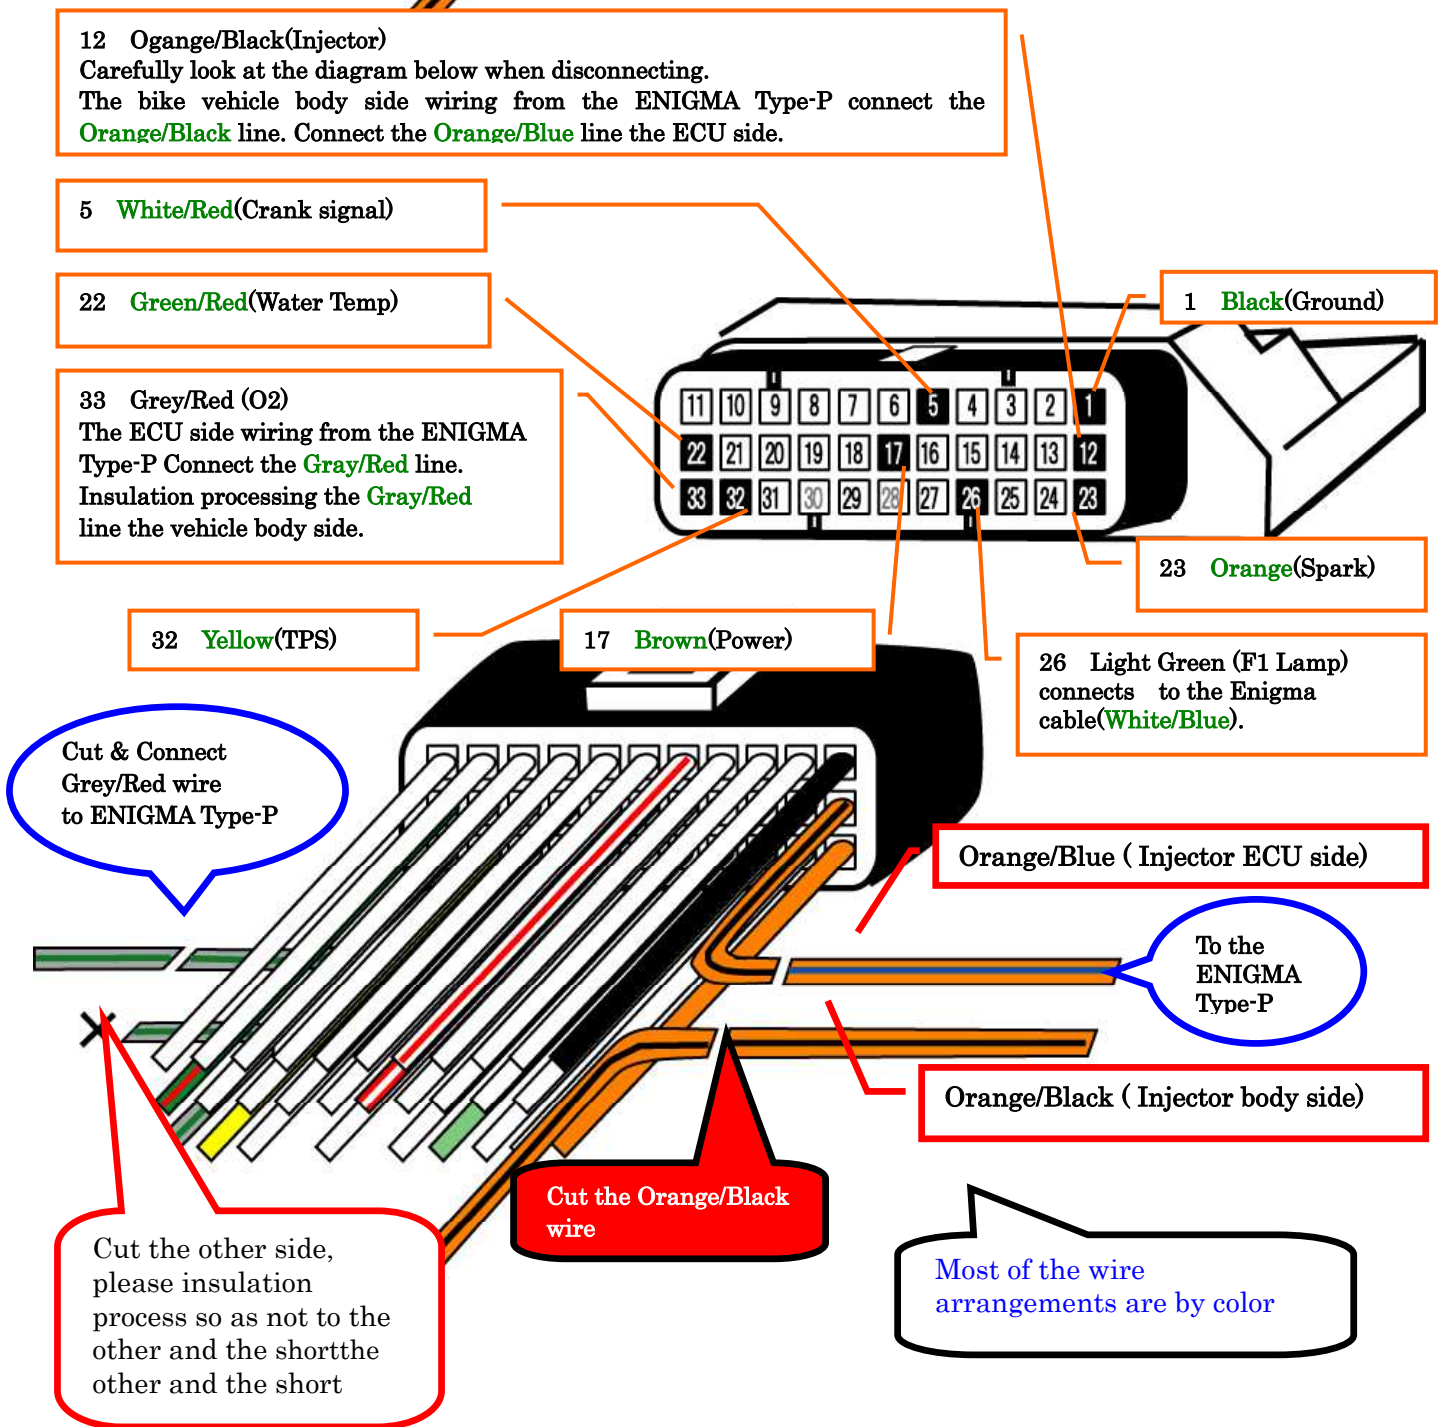 12 Ogange/Black(Injector)
Carefully look at the diagram below when disconnecting.
The bike vehicle body side wiring from the ENIGMA Type-P connect the
Orange/Black line. Connect the Orange/Blue line the ECU side.
5 White/Red(Crank signal)
22 Green/Red(Water Temp)
1 Black(Ground)
33 Grey/Red (O2)
The ECU side wiring from the ENIGMA
Type-P Connect the Gray/Red line.
Insulation processing the Gray/Red
line the vehicle body side.
11 10 9 8 7 6 5 4 3 2 1
22 21 20 19 18 17 16 15 14 13 12
33 32 31 30 29 28 27 26 25 24 23
23 Orange(Spark)
32 Yellow(TPS)
17 Brown(Power)
26 Light Green (F1 Lamp)
connects to the Enigma
cable(White/Blue).
Cut & Connect
Grey/Red wire
to ENIGMA Type-P
Orange/Blue ( Injector ECU side)
To the
ENIGMA
Type-P
Orange/Black ( Injector body side)
Cut the Orange/Black
wire
Cut the other side,
please insulation
process so as not to the
other and the shortthe
other and the short
Most of the wire
arrangements are by color